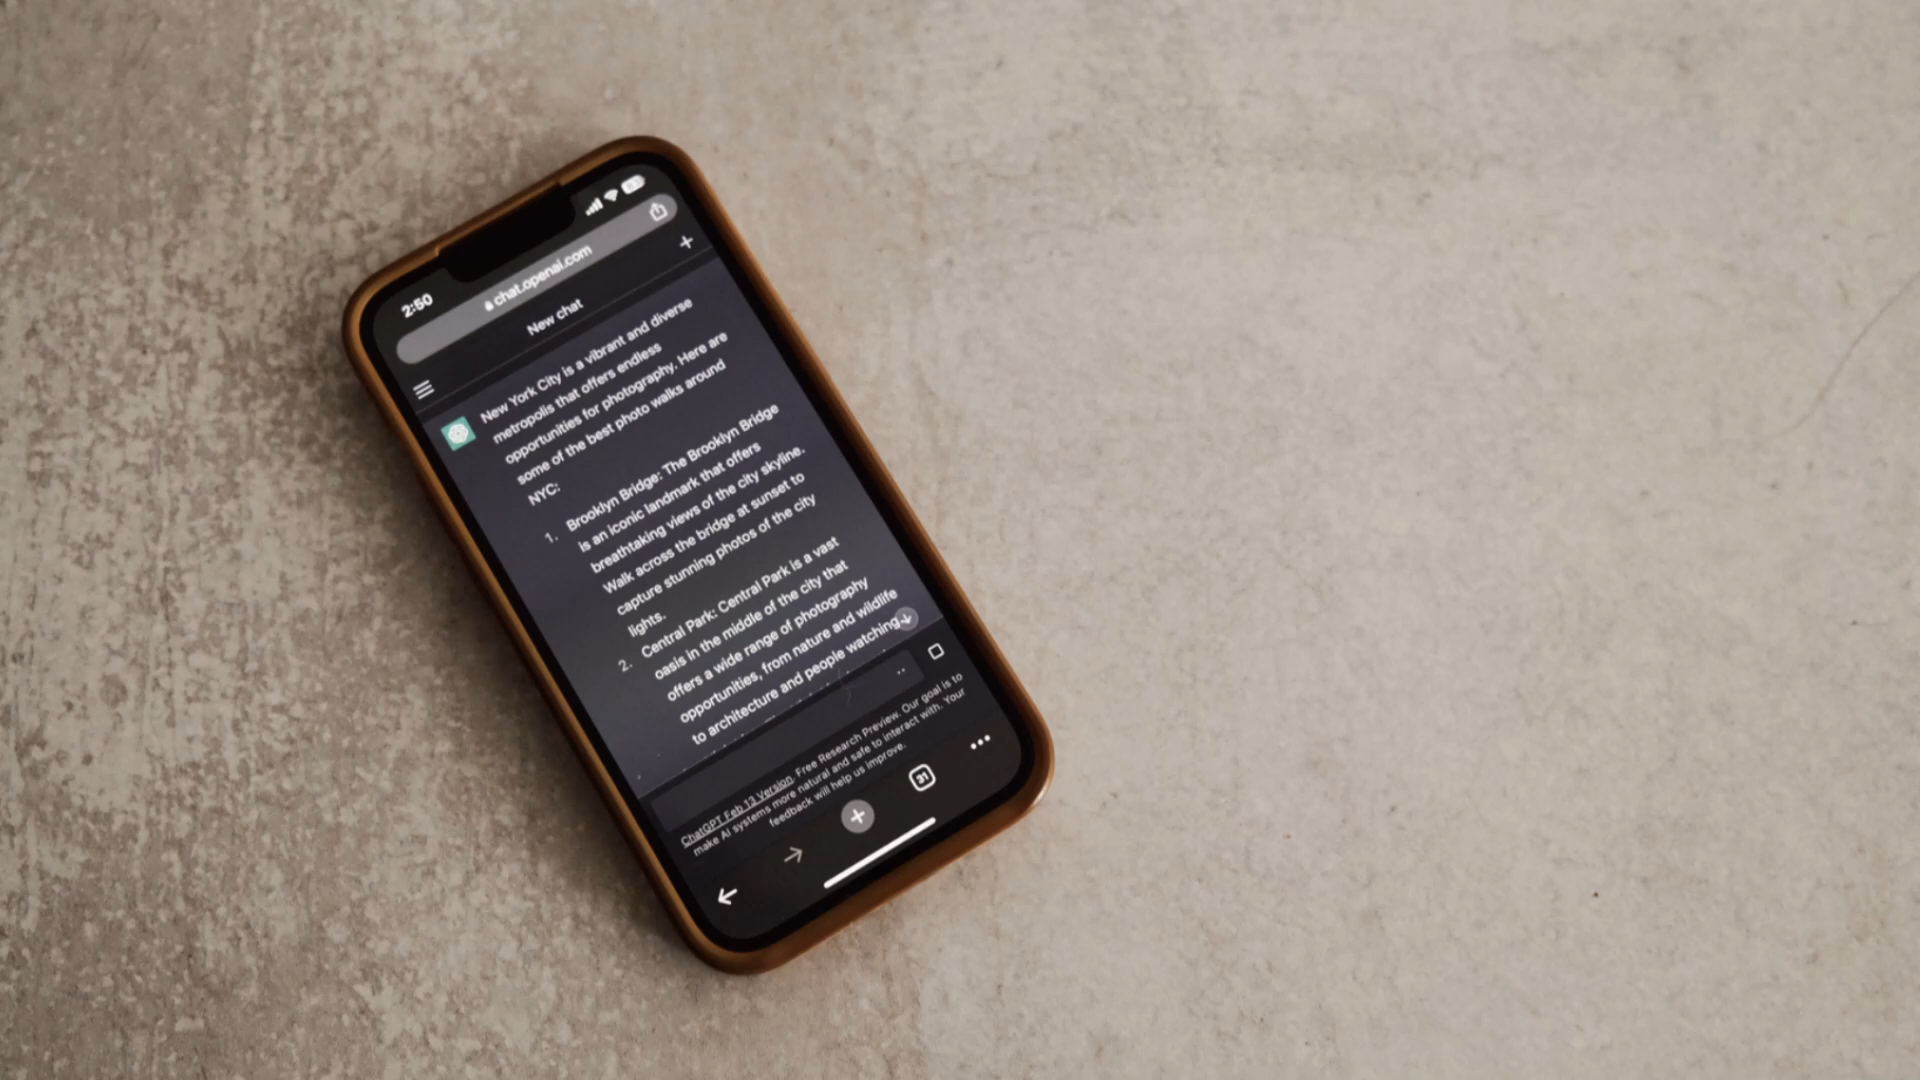 2:50
chat.openai.com
New chat
New York City is a vibrant and diverse
metropolis that offers endless
opportunities for photography. Here are
some of the best photo walks around
NYC:
1. Brooklyn Bridge: The Brooklyn Bridge
is an iconic landmark that offers
breathtaking views of the city skyline.
Walk across the bridge at sunset to
capture stunning photos of the city
lights.
2. Central Park: Central Park is a vast
oasis in the middle of the city that
offers a wide range of photography
opportunities, from nature and wildlife
to architecture and people watching
ChatGPT Feb 13 Version. Free Research Preview. Our goal is to
make AI systems more natural and safe to interact with. Your
feedback will help us improve.
31